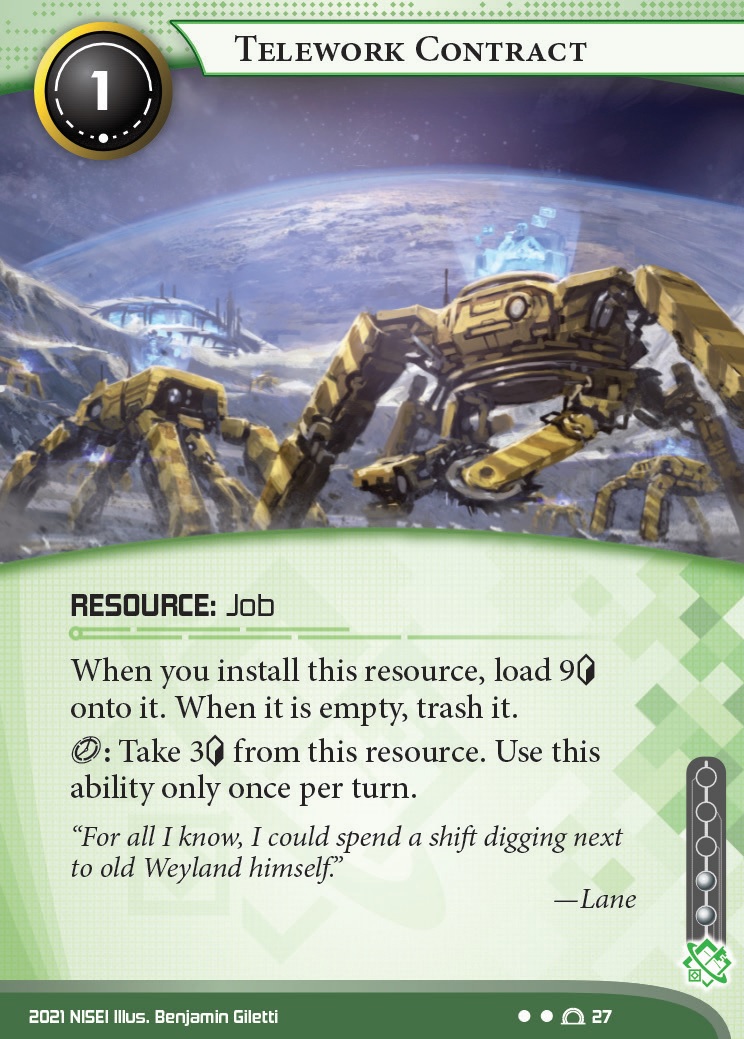 1
Telework Contract
RESOURCE: Job
When you install this resource, load 9
onto it. When it is empty, trash it.
: Take 3 from this resource. Use this
ability only once per turn.
“For all I know, I could spend a shift digging next
to old Weyland himself.”
—Lane
2021 NISEI Illus. Benjamin Giletti
27